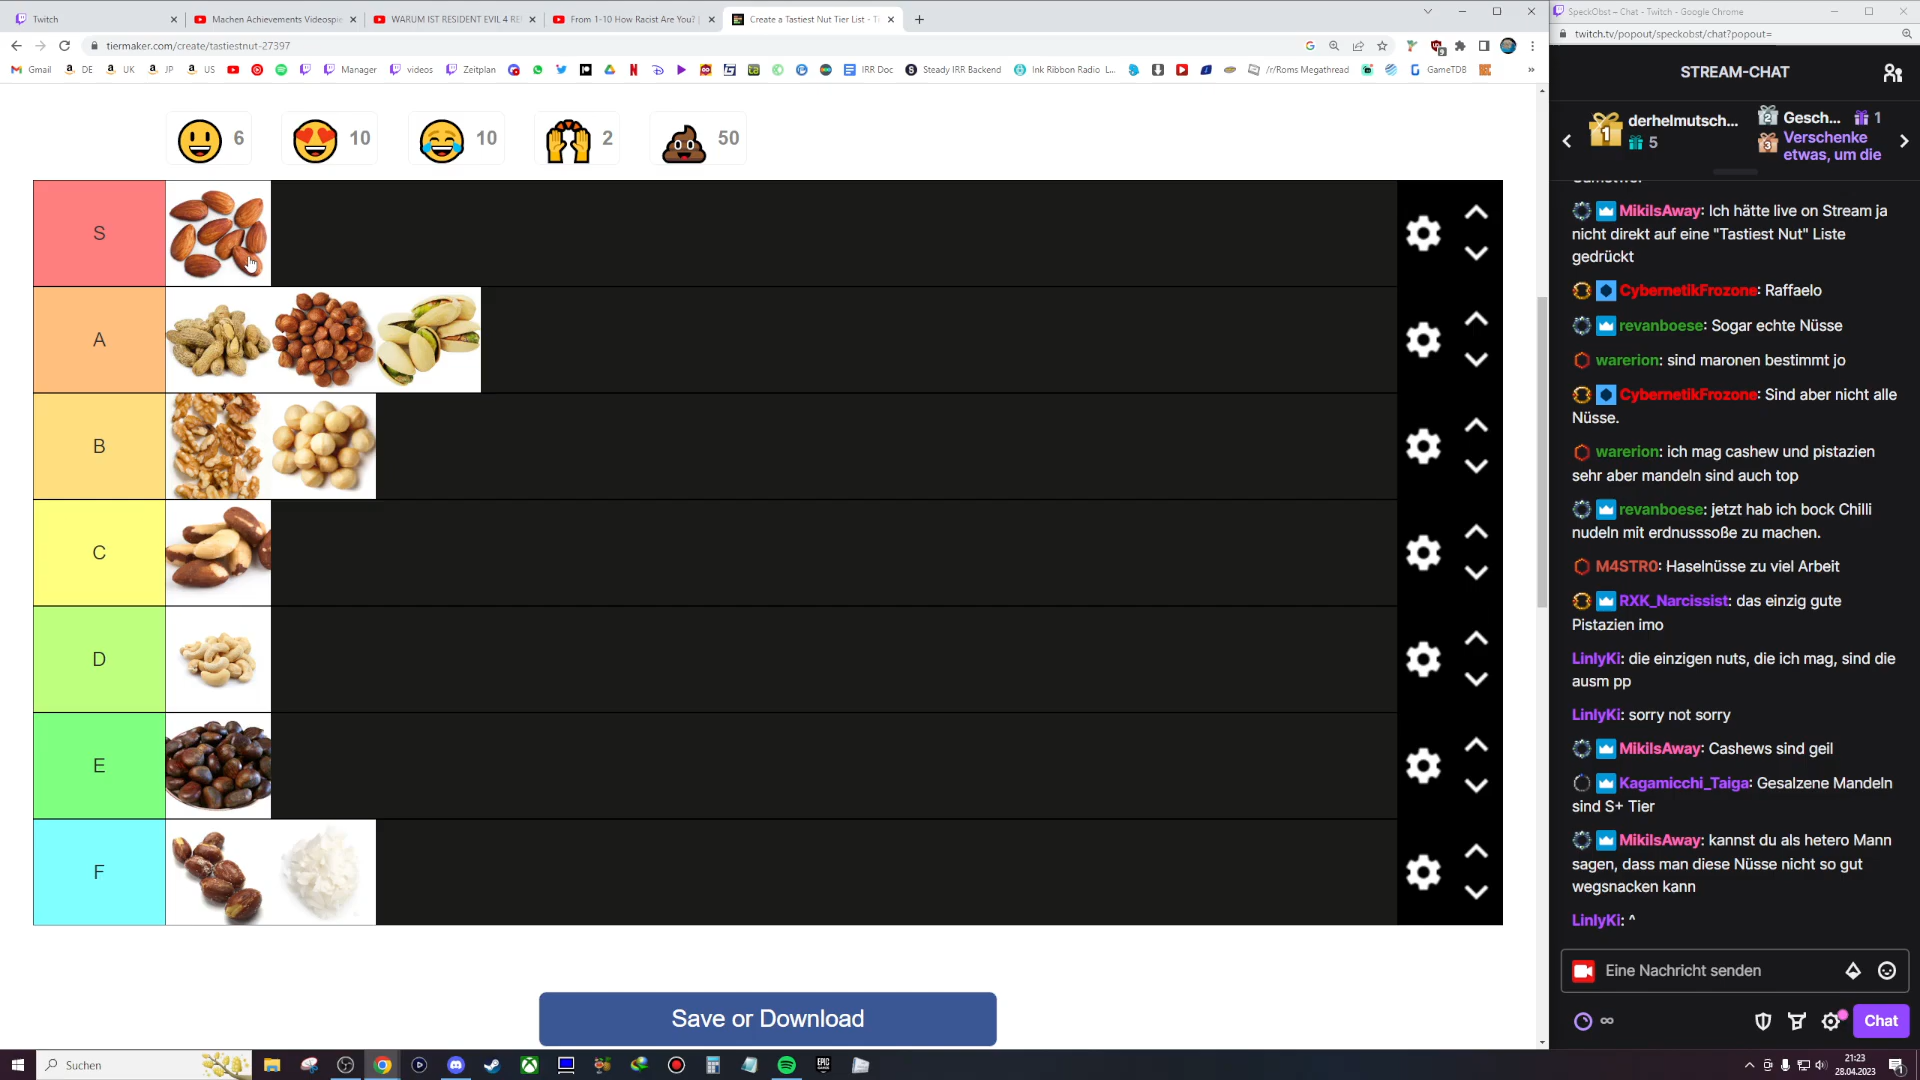 Twitch
Machen Achievements Videospie
WARUM IST RESIDENT EVIL 4 RE
From 1-10 How Racist Are You?
Create a Tastiest Nut Tier List - Ti
SpeckObst – Chat - Twitch - Google Chrome
tiermaker.com/create/tastiestnut-27397
twitch.tv/popout/speckobst/chat?popout=
Gmail
DE
UK
JP
US
Manager
videos
Zeitplan
IRR Doc
Steady IRR Backend
Ink Ribbon Radio L...
/r/Roms Megathread
GameTDB
6
10
10
2
50
S
A
B
C
D
E
F
Save or Download
STREAM-CHAT
1
derhelmutsch...
5
2
Gesch...
1
3
Verschenke
etwas, um die
MikiIsAway: Ich hätte live on Stream ja
nicht direkt auf eine "Tastiest Nut" Liste
gedrückt
CybernetikFrozone: Raffaelo
revanboese: Sogar echte Nüsse
warerion: sind maronen bestimmt jo
CybernetikFrozone: Sind aber nicht alle
Nüsse.
warerion: ich mag cashew und pistazien
sehr aber mandeln sind auch top
revanboese: jetzt hab ich bock Chilli
nudeln mit erdnusssoße zu machen.
M4STR0: Haselnüsse zu viel Arbeit
RXK_Narcissist: das einzig gute
Pistazien imo
LinlyKi: die einzigen nuts, die ich mag, sind die
ausm pp
LinlyKi: sorry not sorry
MikiIsAway: Cashews sind geil
Kagamicchi_Taiga: Gesalzene Mandeln
sind S+ Tier
MikiIsAway: kannst du als hetero Mann
sagen, dass man diese Nüsse nicht so gut
wegsnacken kann
LinlyKi: ^
Eine Nachricht senden
∞
Chat
Suchen
21:23
28.04.2023